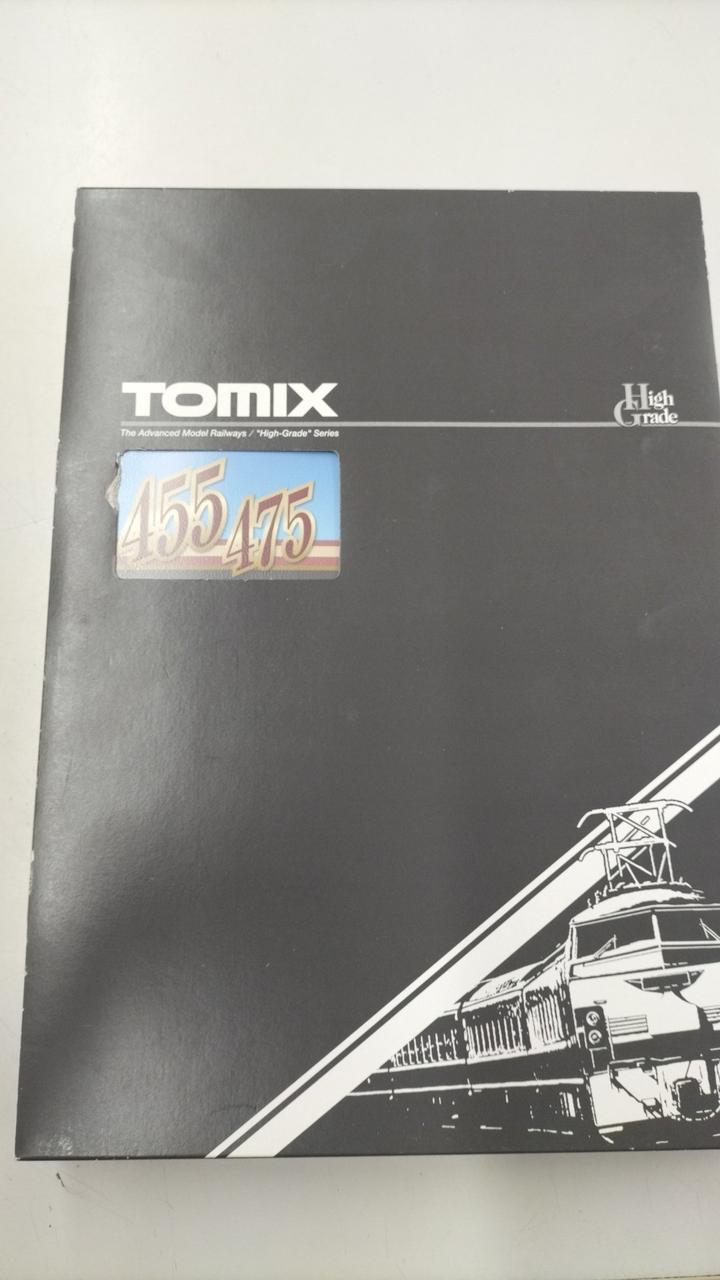 TOMIX
High
Grade
The Advanced Model Railways / "High-Grade" Series
455 475